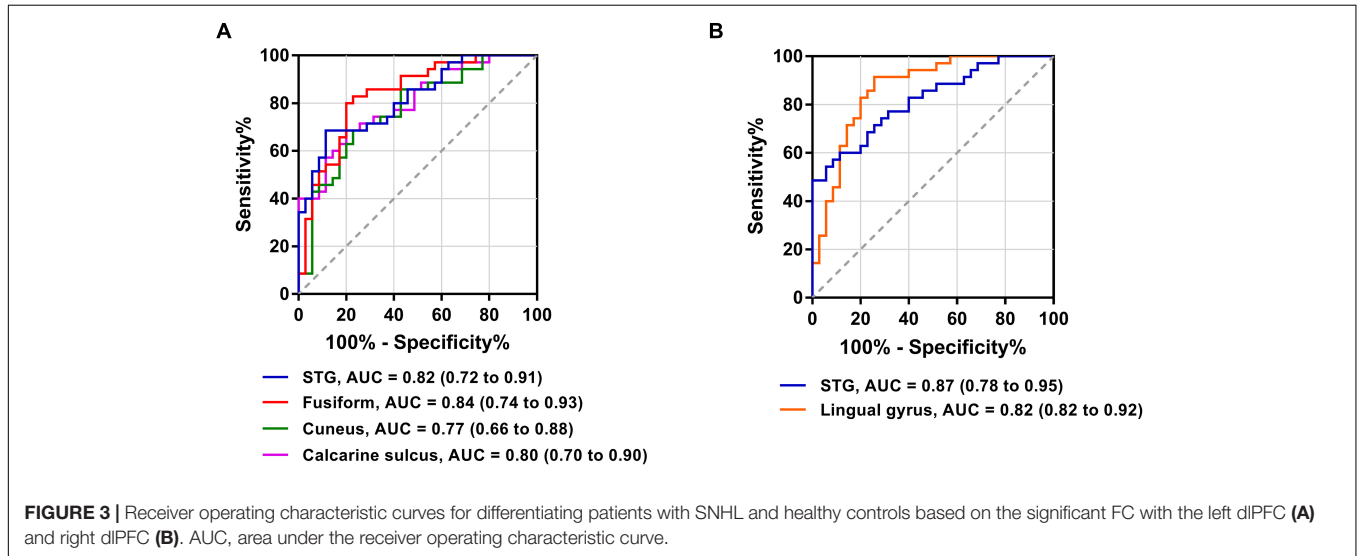 A
100
80
60
40
20
0
Sensitivity%
0 20 40 60 80 100
100% - Specificity%
STG, AUC = 0.82 (0.72 to 0.91)
Fusiform, AUC = 0.84 (0.74 to 0.93)
Cuneus, AUC = 0.77 (0.66 to 0.88)
Calcarine sulcus, AUC = 0.80 (0.70 to 0.90)
B
100
80
60
40
20
0
Sensitivity%
0 20 40 60 80 100
100% - Specificity%
STG, AUC = 0.87 (0.78 to 0.95)
Lingual gyrus, AUC = 0.82 (0.82 to 0.92)
FIGURE 3 | Receiver operating characteristic curves for differentiating patients with SNHL and healthy controls based on the significant FC with the left dlPFC (A)
and right dlPFC (B). AUC, area under the receiver operating characteristic curve.